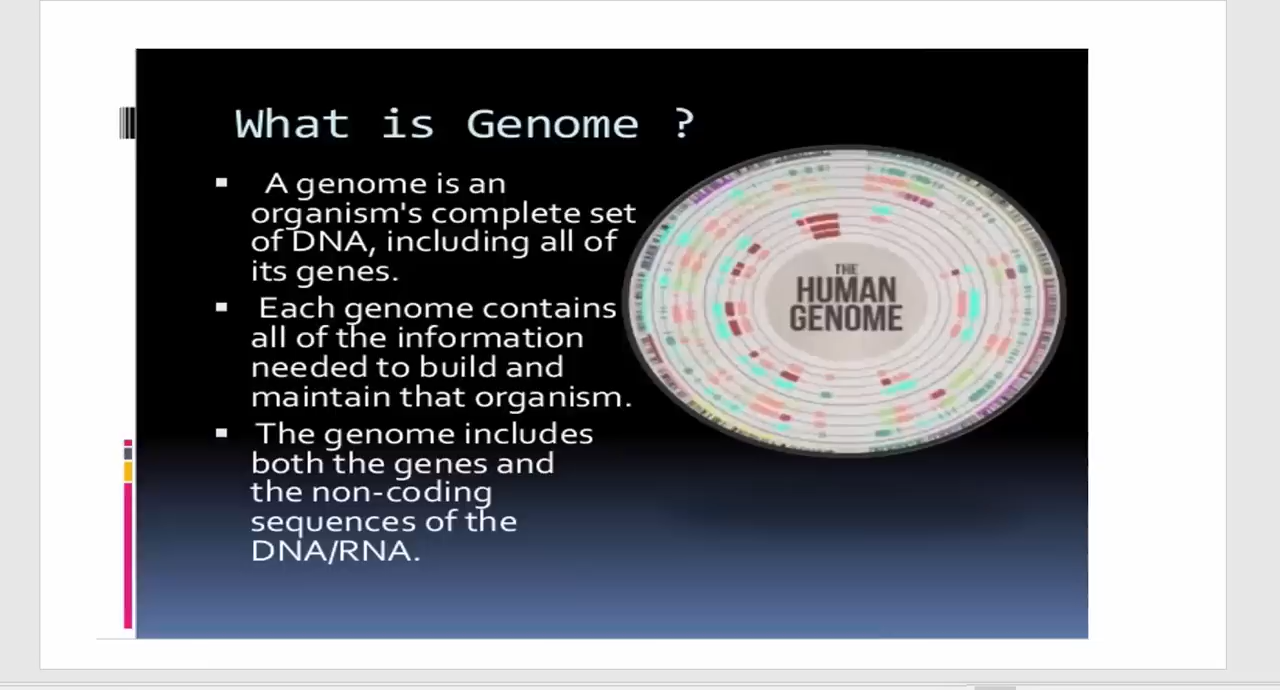 What is Genome ?
▪ A genome is an
organism's complete set
of DNA, including all of
its genes.
▪ Each genome contains
all of the information
needed to build and
maintain that organism.
▪ The genome includes
both the genes and
the non-coding
sequences of the
DNA/RNA.
THE
HUMAN
GENOME